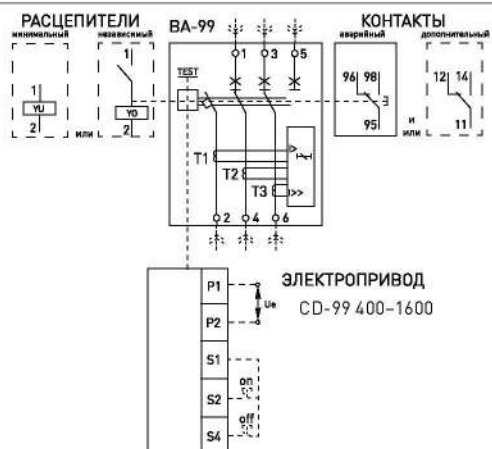 РАСЦЕПИТЕЛИ
минимальный
независимый
ВА-99
КОНТАКТЫ
аварийный
дополнительный
1
YU
2
или
1
YO
2
TEST
1 3 5
T1
T2
T3
>
>>
2 4 6
96 98
95
и
или
12 14
11
P1
P2
S1
S2
S4
Ue
on
off
ЭЛЕКТРОПРИВОД
CD-99 400-1600